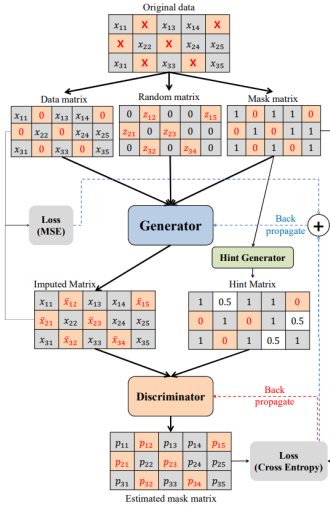 Original data
x₁₁ X x₁₃ x₁₄ X
X x₂₂ X x₂₄ x₂₅
x₃₁ X x₃₃ X x₃₅
Data matrix Random matrix Mask matrix
x₁₁ 0 x₁₃ x₁₄ 0 0 z₁₂ 0 0 z₁₅ 1 0 1 1 0
0 x₂₂ 0 x₂₄ x₂₅ z₂₁ 0 z₂₃ 0 0 0 1 0 1 1
x₃₁ 0 x₃₃ 0 x₃₅ 0 z₃₂ 0 z₃₄ 0 1 0 1 0 1
Loss
(MSE)
Generator
Back
propagate
+
Hint Generator
Imputed Matrix Hint Matrix
x₁₁ x̄₁₂ x₁₃ x₁₄ x̄₁₅ 1 0.5 1 1 0
x̄₂₁ x₂₂ x̄₂₃ x₂₄ x₂₅ 0 1 0 1 0.5
x₃₁ x̄₃₂ x₃₃ x̄₃₄ x₃₅ 1 0 1 0.5 1
Discriminator
Back
propagate
p₁₁ p₁₂ p₁₃ p₁₄ p₁₅
p₂₁ p₂₂ p₂₃ p₂₄ p₂₅
p₃₁ p₃₂ p₃₃ p₃₄ p₃₅
Loss
(Cross Entropy)
Estimated mask matrix